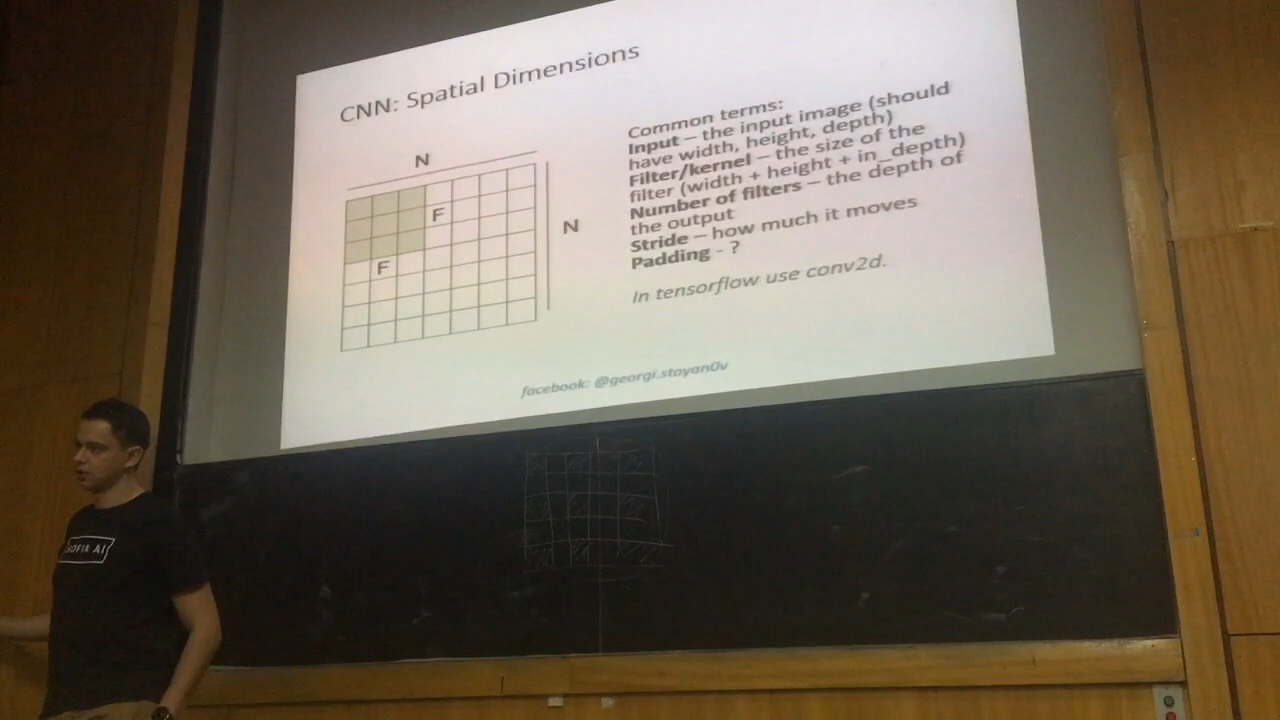 CNN: Spatial Dimensions
N
F
N
F
Common terms:
Input – the input image (should
have width, height, depth)
Filter/kernel – the size of the
filter (width + height + in_depth)
Number of filters – the depth of
the output
Stride – how much it moves
Padding - ?
In tensorflow use conv2d.
facebook: @georgi.stoyan0v
SOFIA AI